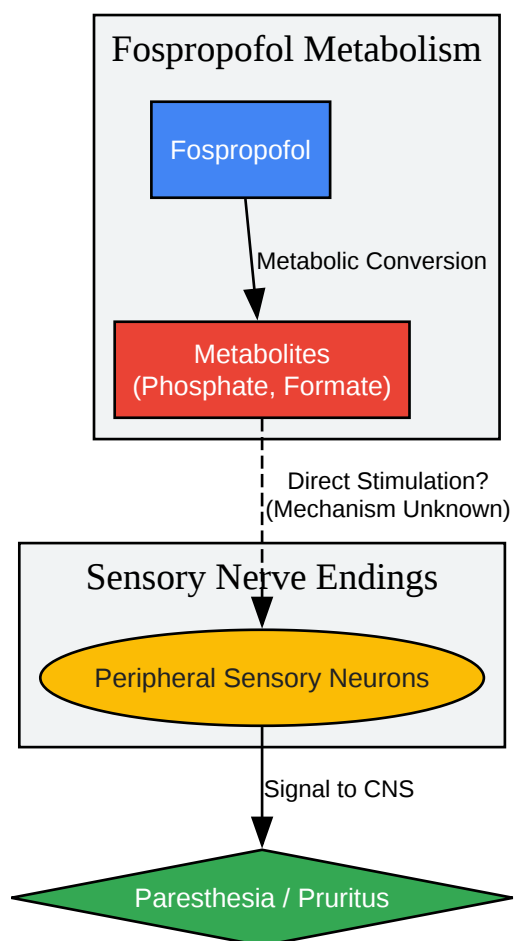 Fospropofol Metabolism
Fospropofol
Metabolic Conversion
Metabolites
(Phosphate, Formate)
Direct Stimulation?
(Mechanism Unknown)
Sensory Nerve Endings
Peripheral Sensory Neurons
Signal to CNS
Paresthesia / Pruritus